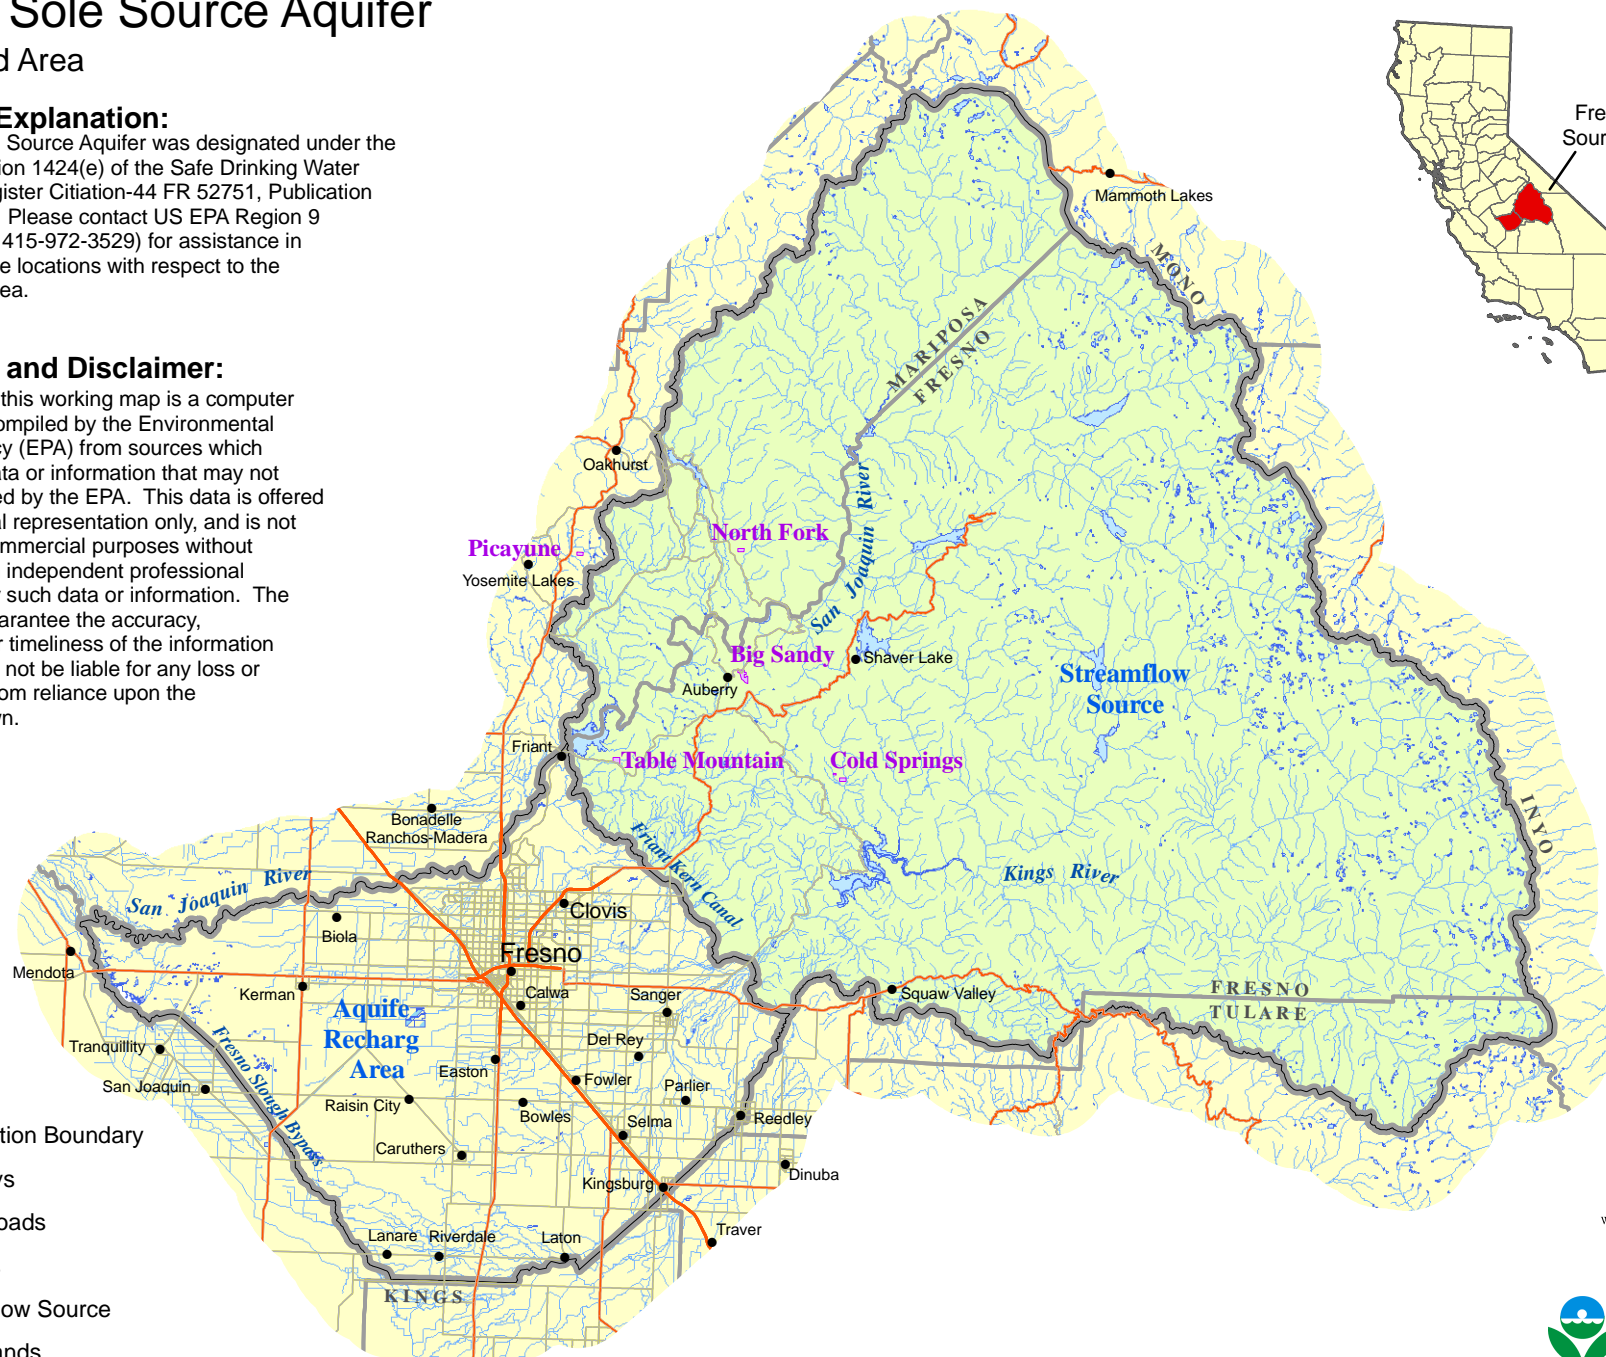 Sole Source Aquifer
d Area
Explanation:
Source Aquifer was designated under the
ion 1424(e) of the Safe Drinking Water
gister Citiation-44 FR 52751, Publication
Please contact US EPA Region 9
415-972-3529) for assistance in
e locations with respect to the
ea.
and Disclaimer:
this working map is a computer
ompiled by the Environmental
cy (EPA) from sources which
ata or information that may not
ed by the EPA.  This data is offered
al representation only, and is not
mmercial purposes without
independent professional
r such data or information.  The
arantee the accuracy,
r timeliness of the information
not be liable for any loss or
om reliance upon the
wn.
Fre
Sour
Mammoth Lakes
MONO
MARIPOSA
FRESNO
Oakhurst
San Joaquin River
North Fork
Picayune
Yosemite Lakes
Big Sandy
Shaver Lake
Auberry
Streamflow
Source
Friant
Table Mountain
Cold Springs
INYO
Bonadelle
Ranchos-Madera
Friant Kern Canal
Kings River
San Joaquin River
Clovis
Biola
Fresno
Mendota
Kerman
Calwa
Sanger
Squaw Valley
FRESNO
TULARE
Aquife
Recharg
Area
Tranquillity
Fresno Slough Bypass
Del Rey
Easton
San Joaquin
Fowler
Parlier
Raisin City
Bowles
Selma
Reedley
Caruthers
Dinuba
Kingsburg
Traver
Lanare
Riverdale
Laton
KINGS
tion Boundary
ys
oads
ow Source
ands
w